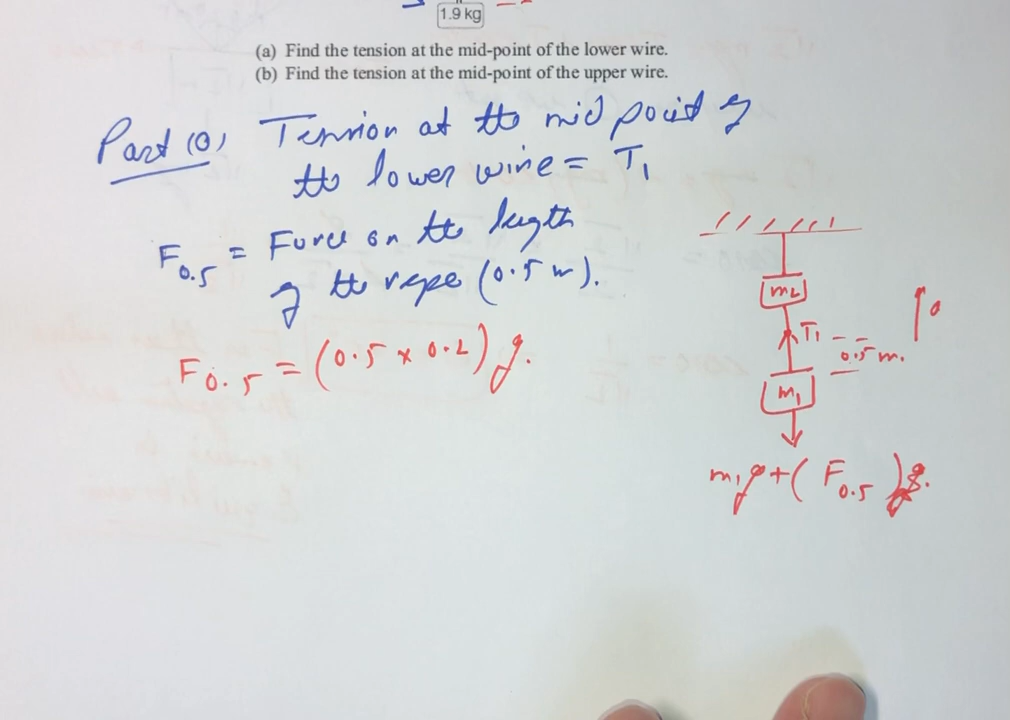 1.9 kg
(a) Find the tension at the mid-point of the lower wire.
(b) Find the tension at the mid-point of the upper wire.
Part (a) Tension at the mid point of
the lower wire = T₁
F₀.₅ = Force on the length
of the rope (0.5 m).
F₀.₅ = (0.5 × 0.2) g.
m₂
T₁
0.5 m.
a
m₁
m₁g + (F₀.₅)